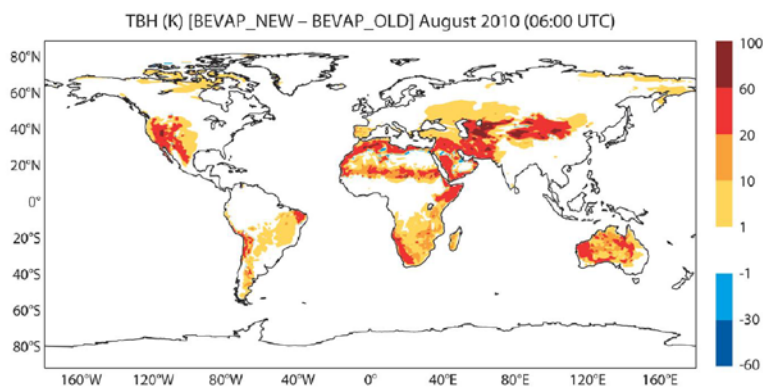 TBH (K) [BEVAP_NEW – BEVAP_OLD] August 2010 (06:00 UTC)
80°N
60°N
40°N
20°N
0°
20°S
40°S
60°S
80°S
160°W 120°W 80°W 40°W 0° 40°E 80°E 120°E 160°E
100
60
20
10
1
-1
-30
-60